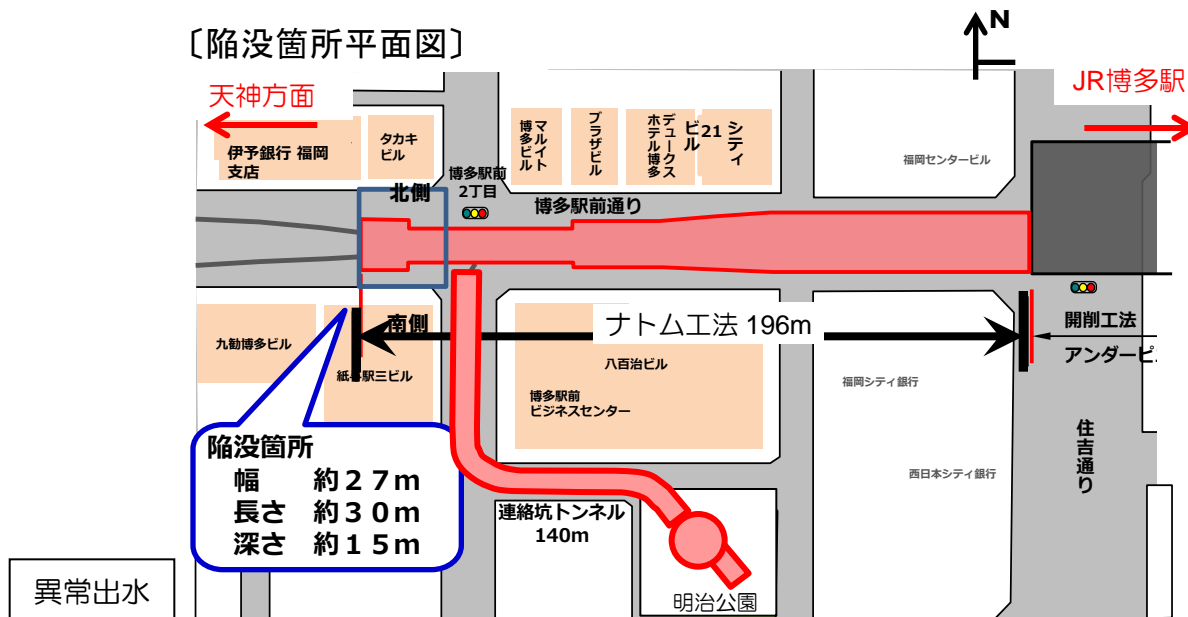 〔陥没箇所平面図〕
N
天神方面
JR博多駅
伊予銀行 福岡
支店
タカキ
ビル
博多駅前
2丁目
マルイト
博多ビル
プラザビル
デュークス
ホテル博多
シティ
21
ビル
福岡センタービル
北側
博多駅前通り
南側
ナトム工法 196m
開削工法
アンダーピ
九勧博多ビル
八百治ビル
福岡シティ銀行
博多駅前
ビジネスセンター
住吉通り
西日本シティ銀行
陥没箇所
幅 約27m
長さ 約30m
深さ 約15m
連絡坑トンネル
140m
明治公園
異常出水